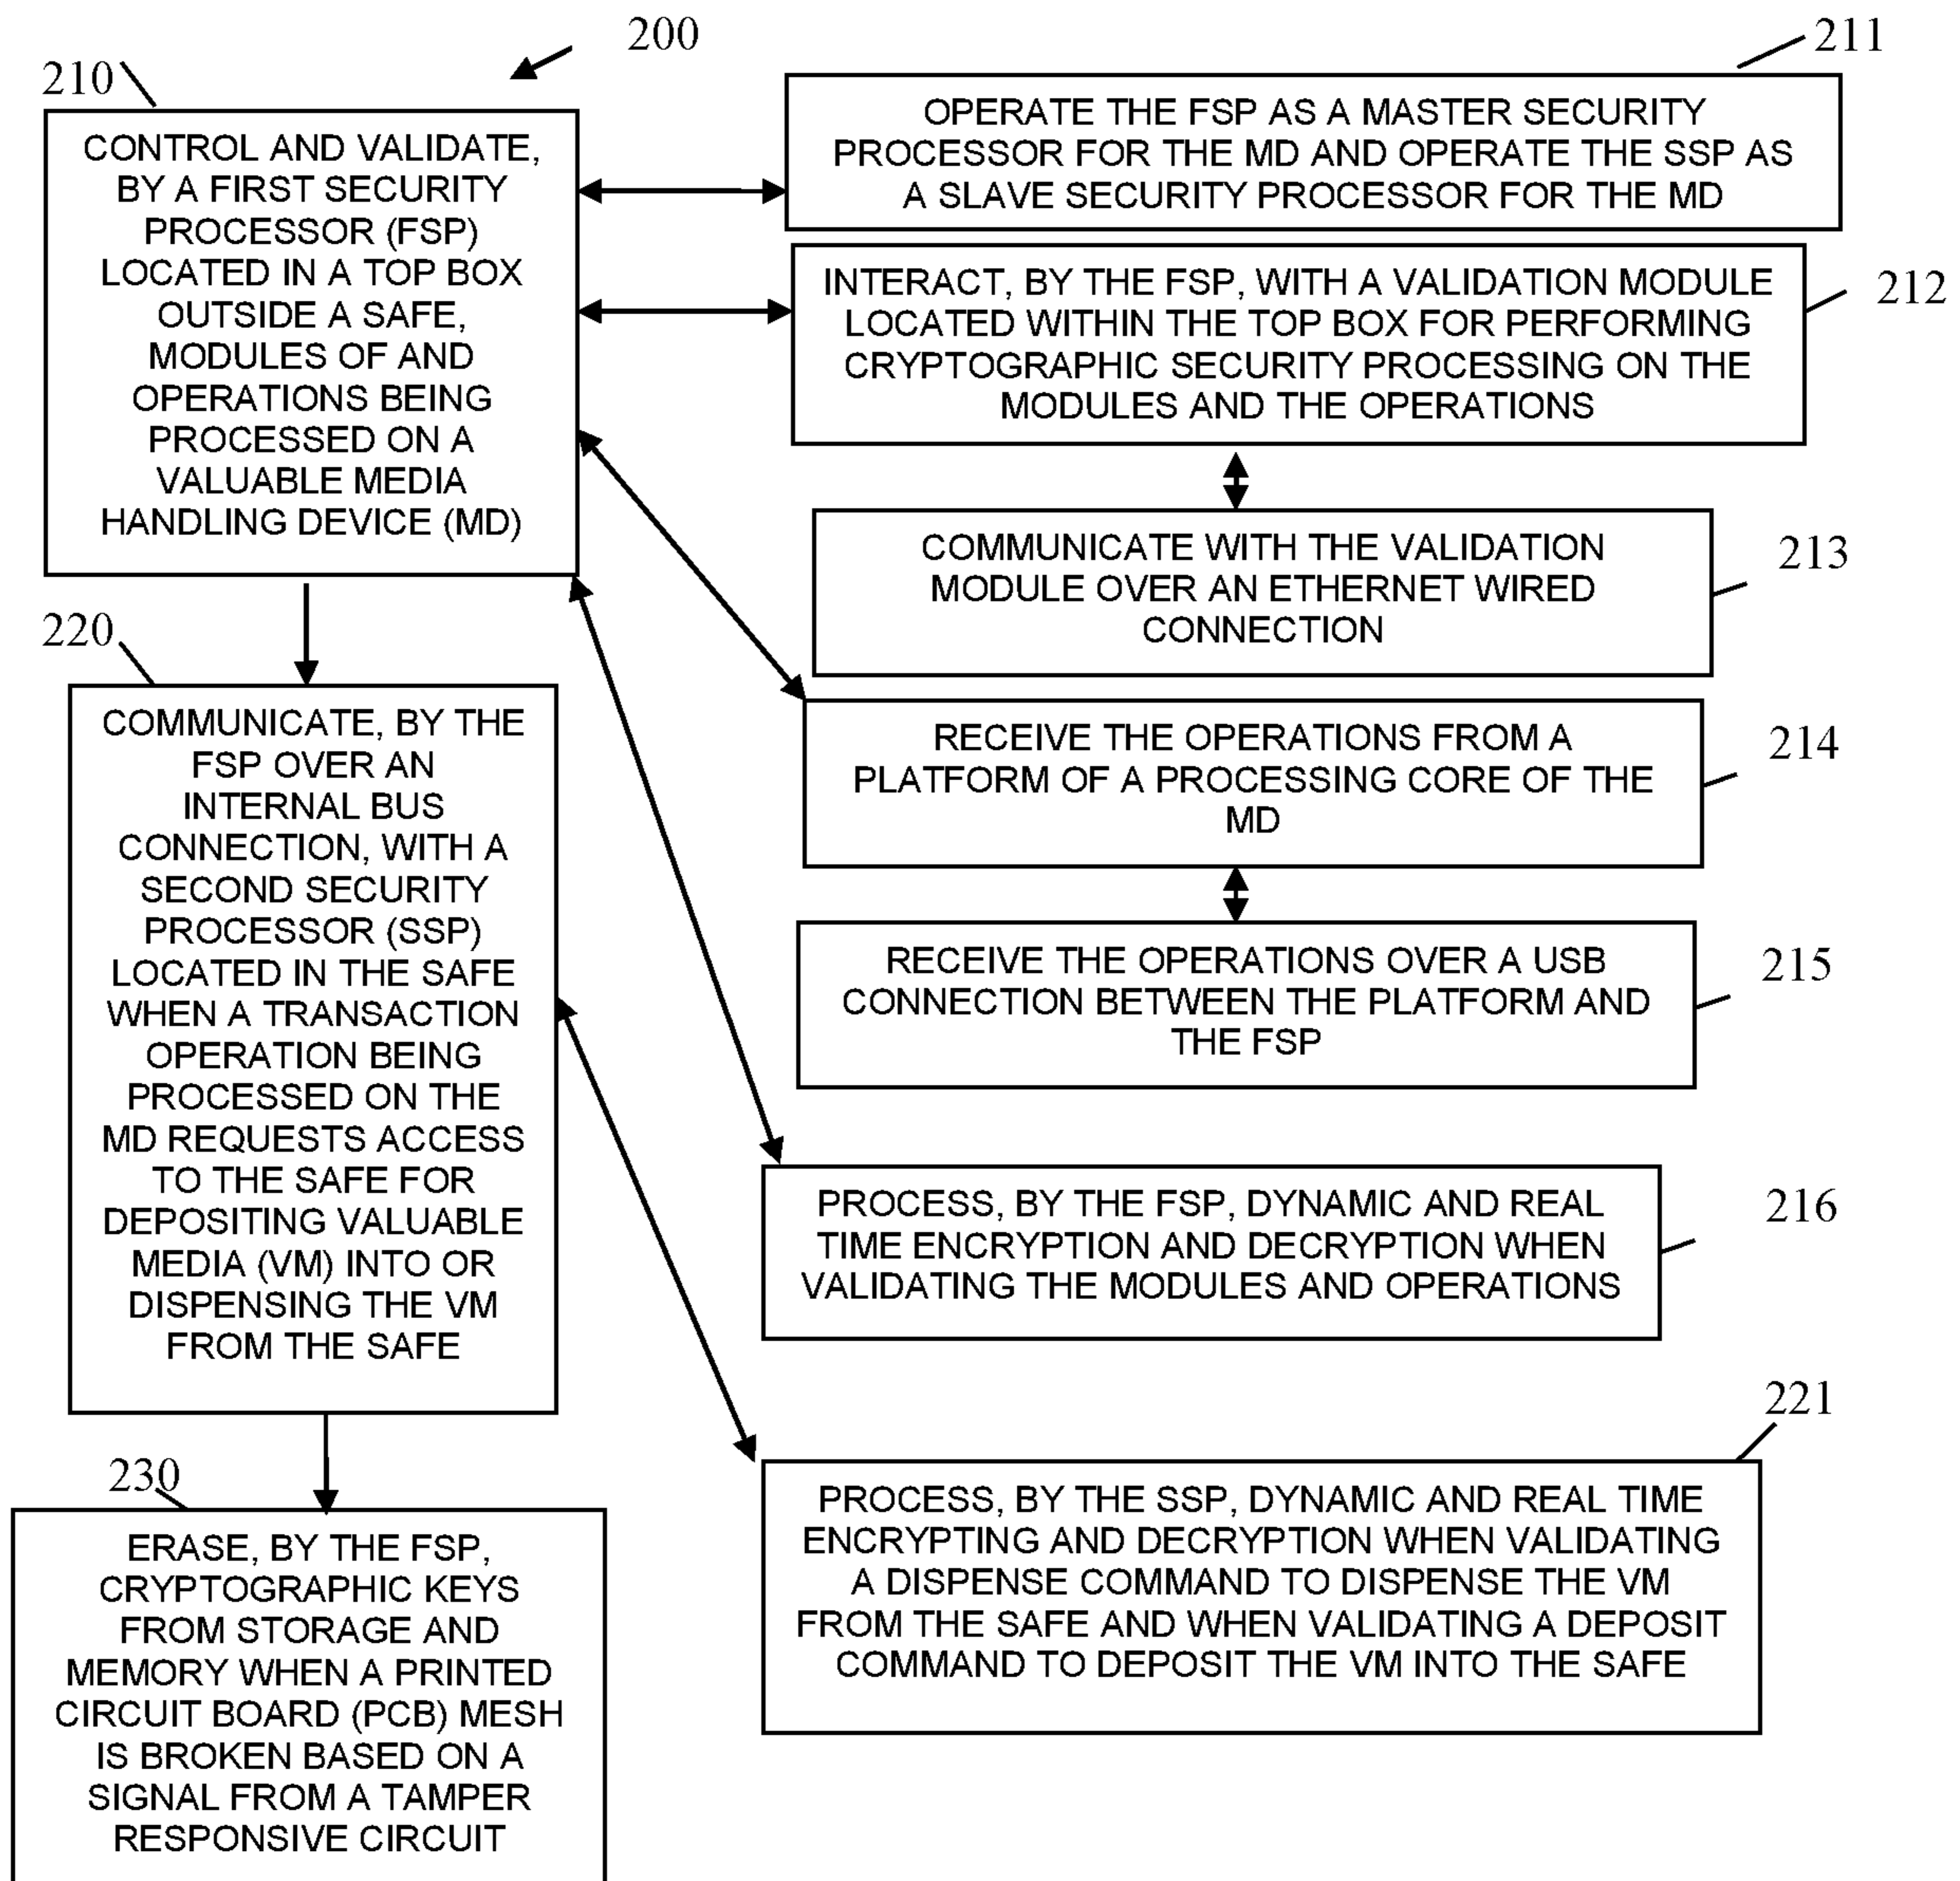 200
210
CONTROL AND VALIDATE,
BY A FIRST SECURITY
PROCESSOR (FSP)
LOCATED IN A TOP BOX
OUTSIDE A SAFE,
MODULES OF AND
OPERATIONS BEING
PROCESSED ON A
VALUABLE MEDIA
HANDLING DEVICE (MD)
211
OPERATE THE FSP AS A MASTER SECURITY
PROCESSOR FOR THE MD AND OPERATE THE SSP AS
A SLAVE SECURITY PROCESSOR FOR THE MD
212
INTERACT, BY THE FSP, WITH A VALIDATION MODULE
LOCATED WITHIN THE TOP BOX FOR PERFORMING
CRYPTOGRAPHIC SECURITY PROCESSING ON THE
MODULES AND THE OPERATIONS
213
COMMUNICATE WITH THE VALIDATION
MODULE OVER AN ETHERNET WIRED
CONNECTION
214
RECEIVE THE OPERATIONS FROM A
PLATFORM OF A PROCESSING CORE OF THE
MD
215
RECEIVE THE OPERATIONS OVER A USB
CONNECTION BETWEEN THE PLATFORM AND
THE FSP
216
PROCESS, BY THE FSP, DYNAMIC AND REAL
TIME ENCRYPTION AND DECRYPTION WHEN
VALIDATING THE MODULES AND OPERATIONS
220
COMMUNICATE, BY THE
FSP OVER AN
INTERNAL BUS
CONNECTION, WITH A
SECOND SECURITY
PROCESSOR (SSP)
LOCATED IN THE SAFE
WHEN A TRANSACTION
OPERATION BEING
PROCESSED ON THE
MD REQUESTS ACCESS
TO THE SAFE FOR
DEPOSITING VALUABLE
MEDIA (VM) INTO OR
DISPENSING THE VM
FROM THE SAFE
221
PROCESS, BY THE SSP, DYNAMIC AND REAL TIME
ENCRYPTING AND DECRYPTION WHEN VALIDATING
A DISPENSE COMMAND TO DISPENSE THE VM
FROM THE SAFE AND WHEN VALIDATING A DEPOSIT
COMMAND TO DEPOSIT THE VM INTO THE SAFE
230
ERASE, BY THE FSP,
CRYPTOGRAPHIC KEYS
FROM STORAGE AND
MEMORY WHEN A PRINTED
CIRCUIT BOARD (PCB) MESH
IS BROKEN BASED ON A
SIGNAL FROM A TAMPER
RESPONSIVE CIRCUIT